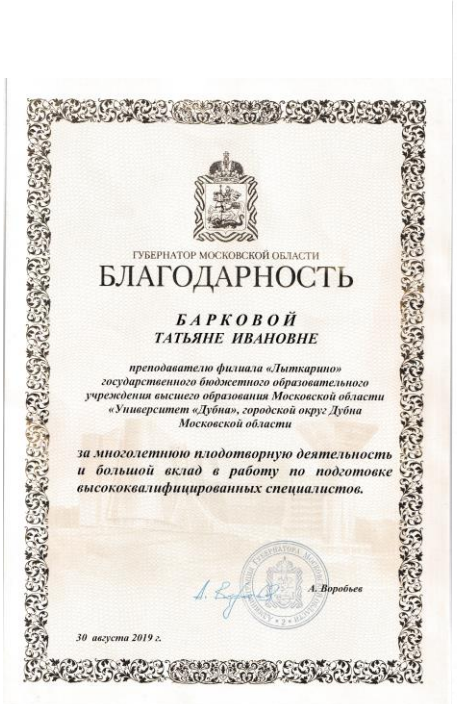 ГУБЕРНАТОР МОСКОВСКОЙ ОБЛАСТИ
БЛАГОДАРНОСТЬ
БАРКОВОЙ
ТАТЬЯНЕ ИВАНОВНЕ
преподавателю филиала «Лыткарино»
государственного бюджетного образовательного
учреждения высшего образования Московской области
«Университет «Дубна», городской округ Дубна
Московской области
за многолетнюю плодотворную деятельность
и большой вклад в работу по подготовке
высококвалифицированных специалистов.
А. Воробьев
30 августа 2019 г.